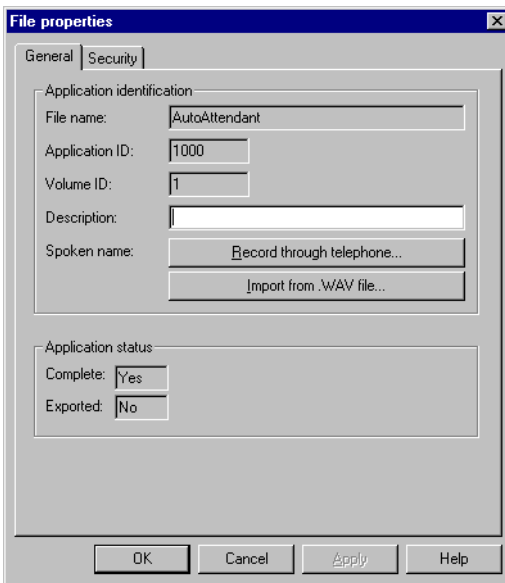 File properties
General Security
Application identification
File name: AutoAttendant
Application ID: 1000
Volume ID: 1
Description:
Spoken name: Record through telephone...
Import from .WAV file...
Application status
Complete: Yes
Exported: No
OK Cancel Apply Help